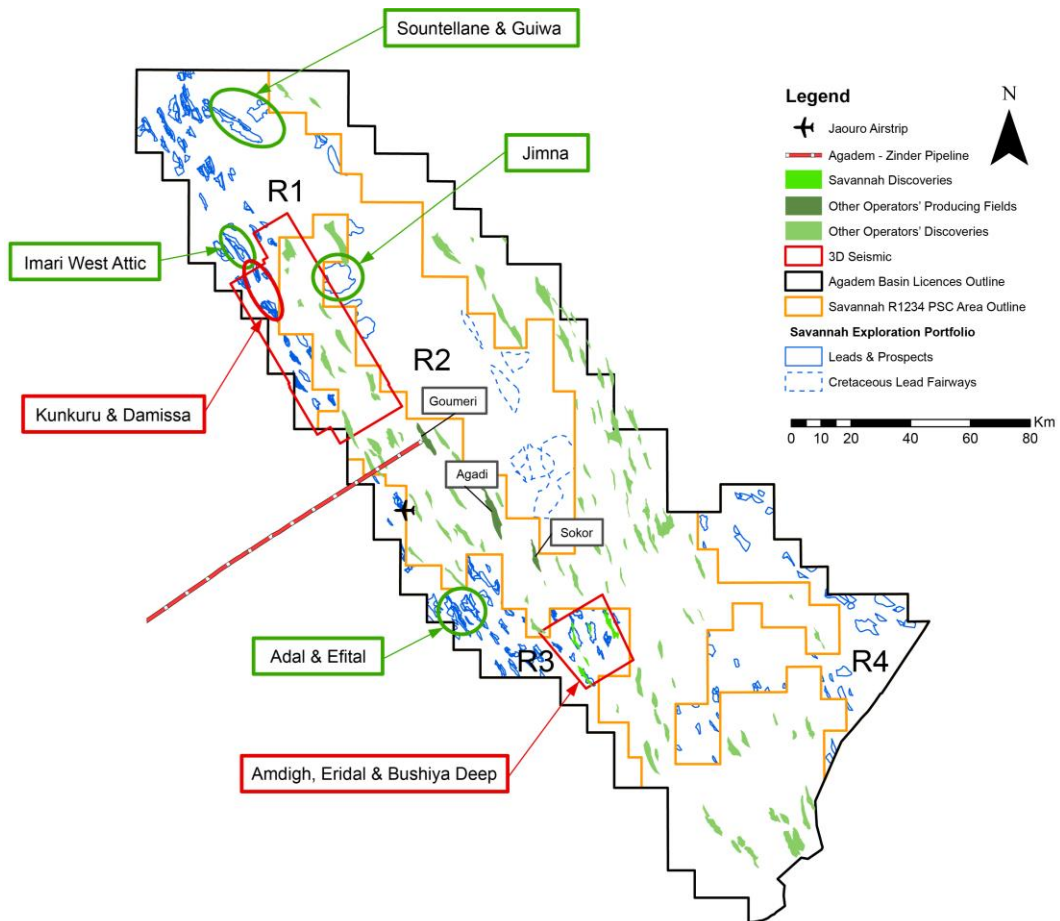 Sountellane & Guiwa
Jimna
R1
Imari West Attic
R2
Kunkuru & Damissa
Goumeri
Agadi
Sokor
Adal & Efital
R3
R4
Amdigh, Eridal & Bushiya Deep
Legend
N
Jaouro Airstrip
Agadem - Zinder Pipeline
Savannah Discoveries
Other Operators' Producing Fields
Other Operators' Discoveries
3D Seismic
Agadem Basin Licences Outline
Savannah R1234 PSC Area Outline
Savannah Exploration Portfolio
Leads & Prospects
Cretaceous Lead Fairways
Km
0 10 20 40 60 80